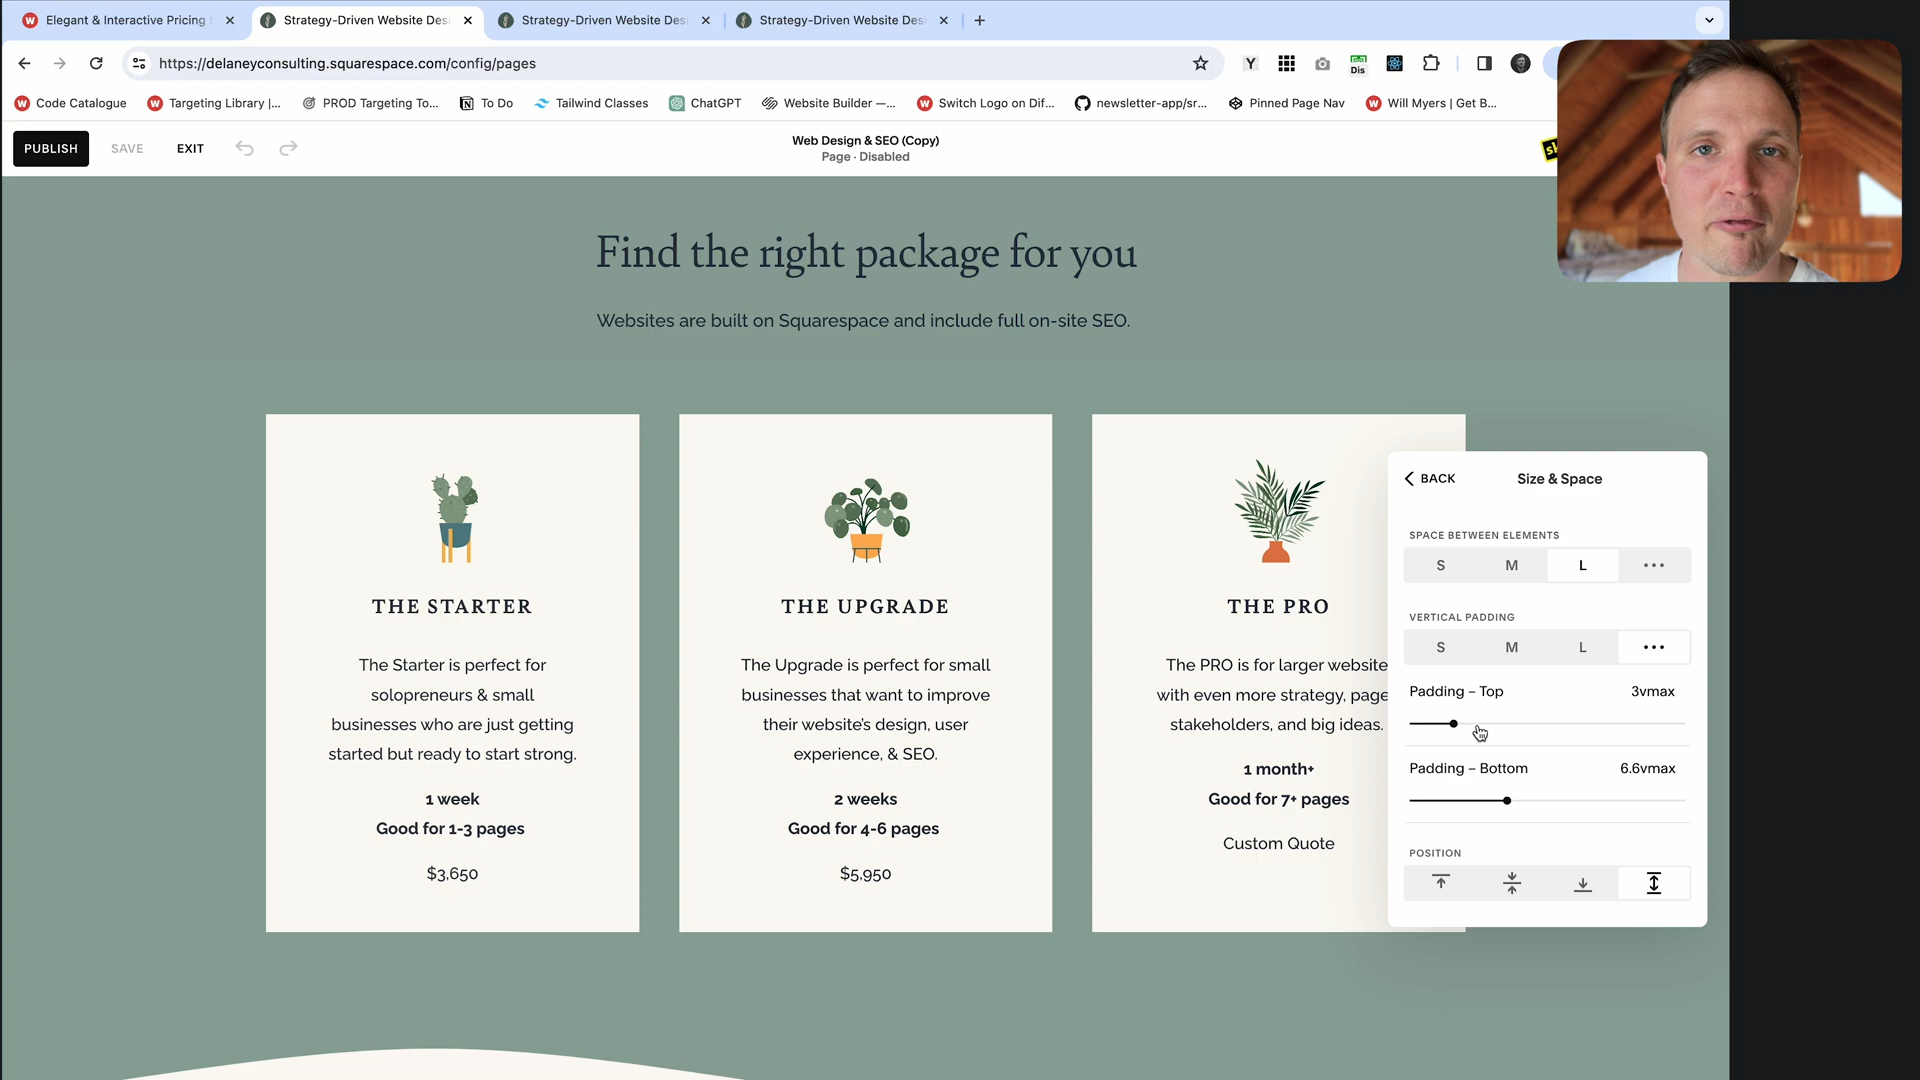 Elegant & Interactive Pricing
Strategy-Driven Website Des
Strategy-Driven Website Des
Strategy-Driven Website Des
https://delaneyconsulting.squarespace.com/config/pages
Y
Dis
Code Catalogue
Targeting Library |...
PROD Targeting To...
To Do
Tailwind Classes
ChatGPT
Website Builder —...
Switch Logo on Dif...
newsletter-app/sr...
Pinned Page Nav
Will Myers | Get B...
PUBLISH
SAVE
EXIT
Web Design & SEO (Copy)
Page · Disabled
Find the right package for you
Websites are built on Squarespace and include full on-site SEO.
THE STARTER
The Starter is perfect for
solopreneurs & small
businesses who are just getting
started but ready to start strong.
1 week
Good for 1-3 pages
$3,650
THE UPGRADE
The Upgrade is perfect for small
businesses that want to improve
their website's design, user
experience, & SEO.
2 weeks
Good for 4-6 pages
$5,950
THE PRO
The PRO is for larger website
with even more strategy, page
stakeholders, and big ideas.
1 month+
Good for 7+ pages
Custom Quote
BACK
Size & Space
SPACE BETWEEN ELEMENTS
S M L ...
VERTICAL PADDING
S M L ...
Padding – Top 3vmax
Padding – Bottom 6.6vmax
POSITION